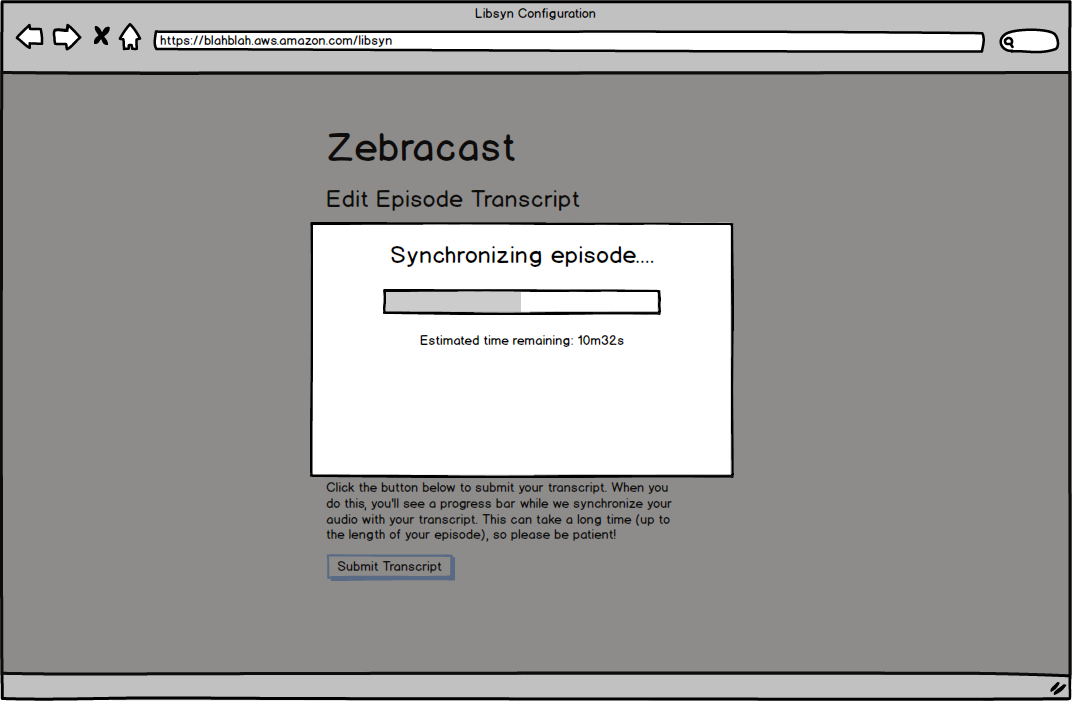 Libsyn Configuration
https://blahblah.aws.amazon.com/libsyn
Zebracast
Edit Episode Transcript
Synchronizing episode....
Estimated time remaining: 10m32s
Click the button below to submit your transcript. When you
do this, you'll see a progress bar while we synchronize your
audio with your transcript. This can take a long time (up to
the length of your episode), so please be patient!
Submit Transcript